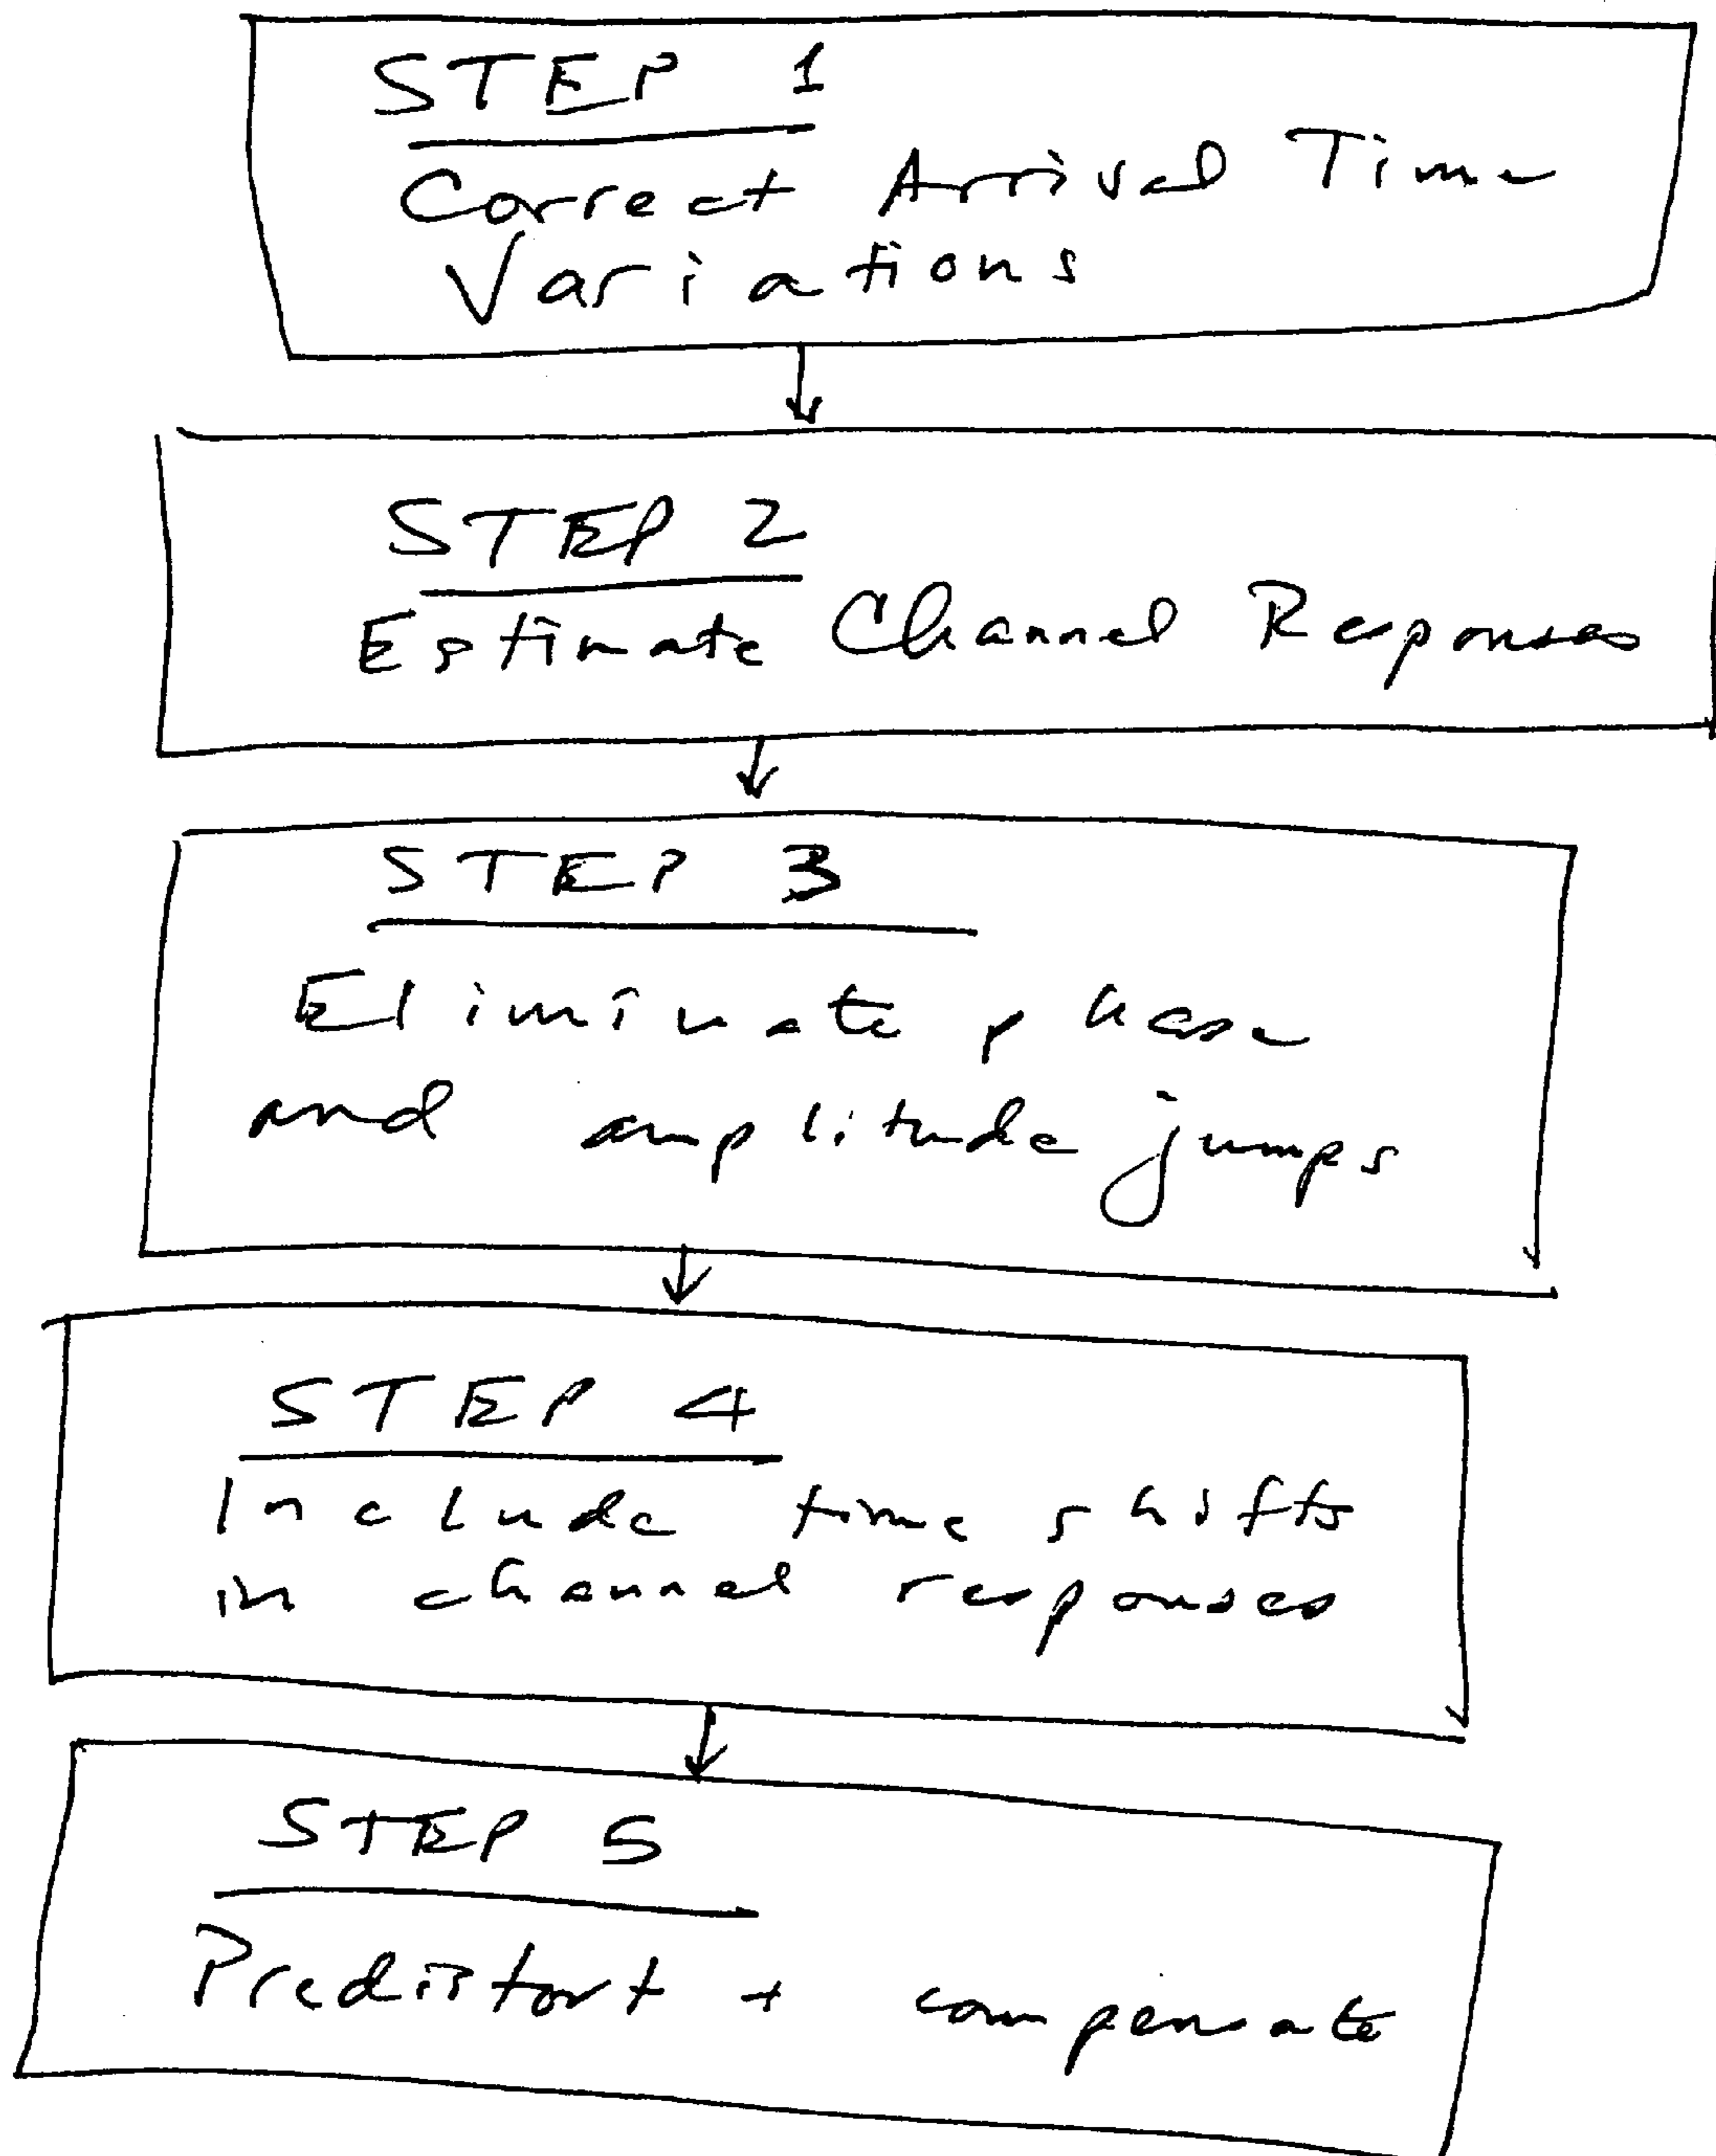 STEP 1
Correct Arrival Time
Variations
STEP 2
Estimate Channel Responses
STEP 3
Eliminate phase
and amplitude jumps
STEP 4
Include time shifts
in channel responses
STEP 5
Predistort + compensate